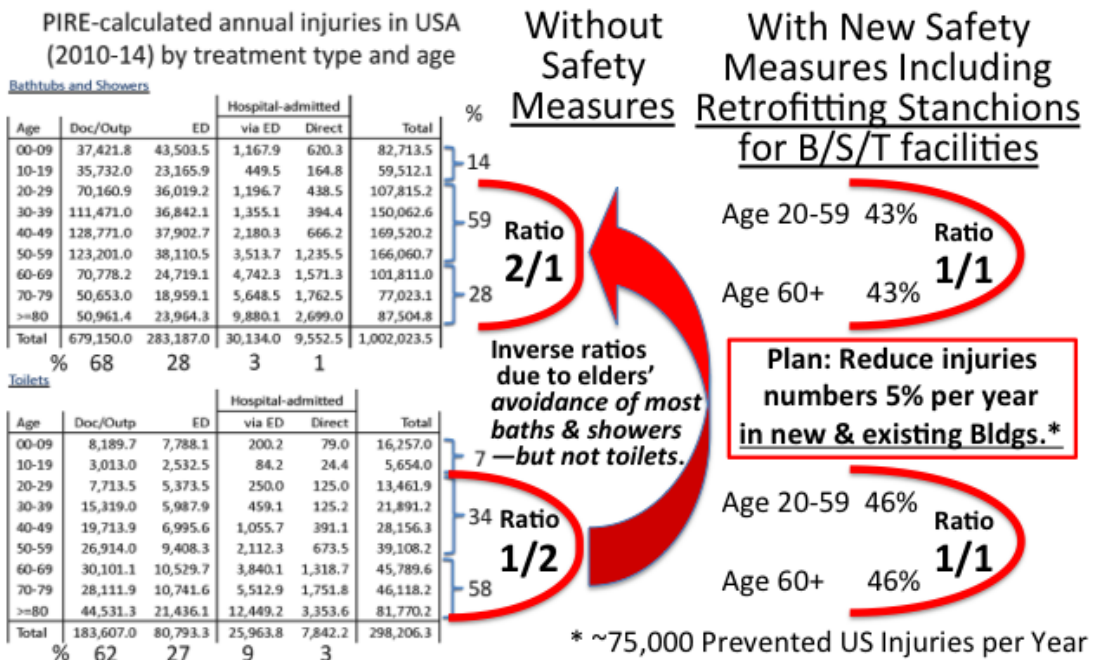 PIRE-calculated annual injuries in USA
(2010-14) by treatment type and age
Bathtubs and Showers
Hospital-admitted
%
Age Doc/Outp ED via ED Direct Total
00-09 37,421.8 43,503.5 1,167.9 620.3 82,713.5
10-19 35,732.0 23,165.9 449.5 164.8 59,512.1
14
20-29 70,160.9 36,019.2 1,196.7 438.5 107,815.2
30-39 111,471.0 36,842.1 1,355.1 394.4 150,062.6
40-49 128,771.0 37,902.7 2,180.3 666.2 169,520.2
50-59 123,201.0 38,110.5 3,513.7 1,235.5 166,060.7
59
60-69 70,778.2 24,719.1 4,742.3 1,571.3 101,811.0
70-79 50,653.0 18,959.1 5,648.5 1,762.5 77,023.1
>=80 50,961.4 23,964.3 9,880.1 2,699.0 87,504.8
28
Total 679,150.0 283,187.0 30,134.0 9,552.5 1,002,023.5
% 68 28 3 1
Toilets
Hospital-admitted
Age Doc/Outp ED via ED Direct Total
00-09 8,189.7 7,788.1 200.2 79.0 16,257.0
10-19 3,013.0 2,532.5 84.2 24.4 5,654.0
7
20-29 7,713.5 5,373.5 250.0 125.0 13,461.9
30-39 15,319.0 5,987.9 459.1 125.2 21,891.2
40-49 19,713.9 6,995.6 1,055.7 391.1 28,156.3
50-59 26,914.0 9,408.3 2,112.3 673.5 39,108.2
34
60-69 30,101.1 10,529.7 3,840.1 1,318.7 45,789.6
70-79 28,111.9 10,741.6 5,512.9 1,751.8 46,118.2
>=80 44,531.3 21,436.1 12,449.2 3,353.6 81,770.2
58
Total 183,607.0 80,793.3 25,963.8 7,842.2 298,206.3
% 62 27 9 3
Without
Safety
Measures
Ratio
2/1
Inverse ratios
due to elders'
avoidance of most
baths & showers
—but not toilets.
Ratio
1/2
With New Safety
Measures Including
Retrofitting Stanchions
for B/S/T facilities
Age 20-59 43%
Ratio
1/1
Age 60+ 43%
Plan: Reduce injuries
numbers 5% per year
in new & existing Bldgs.*
Age 20-59 46%
Ratio
1/1
Age 60+ 46%
* ~75,000 Prevented US Injuries per Year